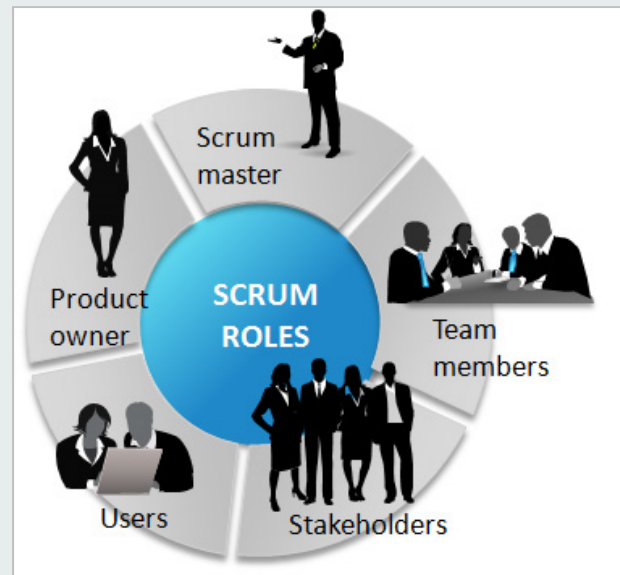 Scrum
master
Product
owner
SCRUM
ROLES
Team
members
Users
Stakeholders